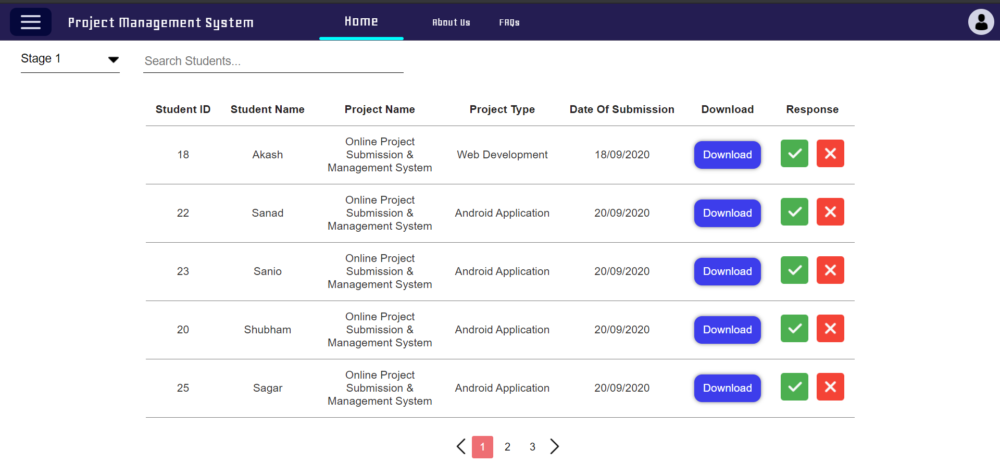 Project Management System Home About Us FAQs
Stage 1 Search Students...
Student ID Student Name Project Name Project Type Date Of Submission Download Response
Online Project
18 Akash Submission & Web Development 18/09/2020 Download
Management System
Online Project
22 Sanad Submission & Android Application 20/09/2020 Download
Management System
Online Project
23 Sanio Submission & Android Application 20/09/2020 Download
Management System
Online Project
20 Shubham Submission & Android Application 20/09/2020 Download
Management System
Online Project
25 Sagar Submission & Android Application 20/09/2020 Download
Management System
1 2 3